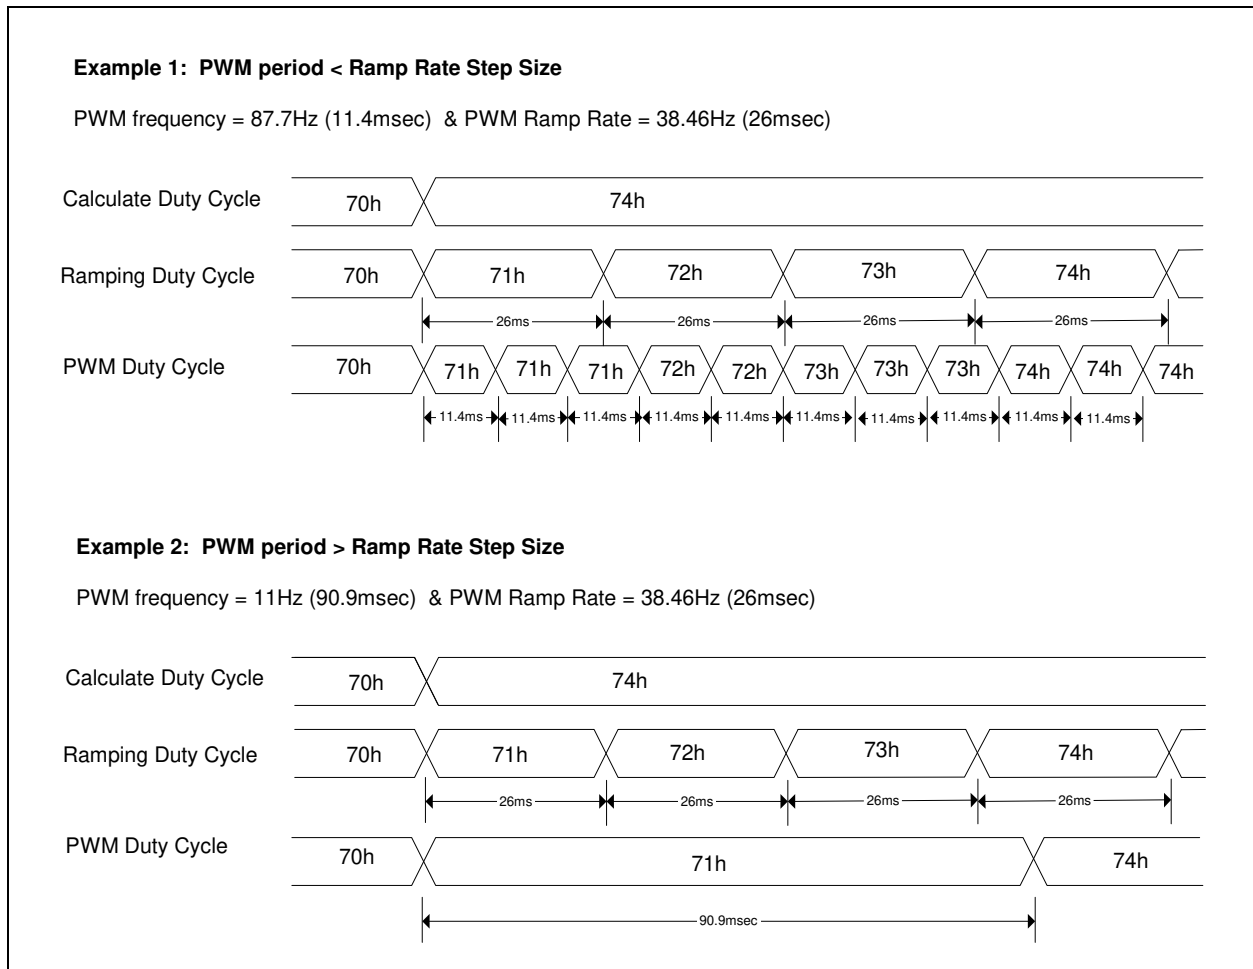 Example 1: PWM period < Ramp Rate Step Size
PWM frequency = 87.7Hz (11.4msec) & PWM Ramp Rate = 38.46Hz (26msec)
Calculate Duty Cycle 70h 74h
Ramping Duty Cycle 70h 71h 72h 73h 74h
26ms 26ms 26ms 26ms
PWM Duty Cycle 70h 71h 71h 71h 72h 72h 73h 73h 73h 74h 74h 74h
11.4ms 11.4ms 11.4ms 11.4ms 11.4ms 11.4ms 11.4ms 11.4ms 11.4ms 11.4ms
Example 2: PWM period > Ramp Rate Step Size
PWM frequency = 11Hz (90.9msec) & PWM Ramp Rate = 38.46Hz (26msec)
Calculate Duty Cycle 70h 74h
Ramping Duty Cycle 70h 71h 72h 73h 74h
26ms 26ms 26ms 26ms
PWM Duty Cycle 70h 71h 74h
90.9msec